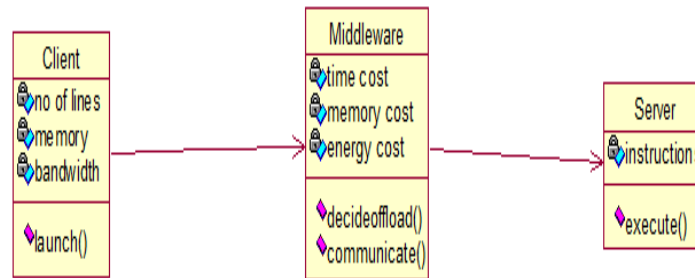 Client
no of lines
memory
bandwidth
launch()
Middleware
time cost
memory cost
energy cost
decideoffload()
communicate()
Server
instruction
execute()